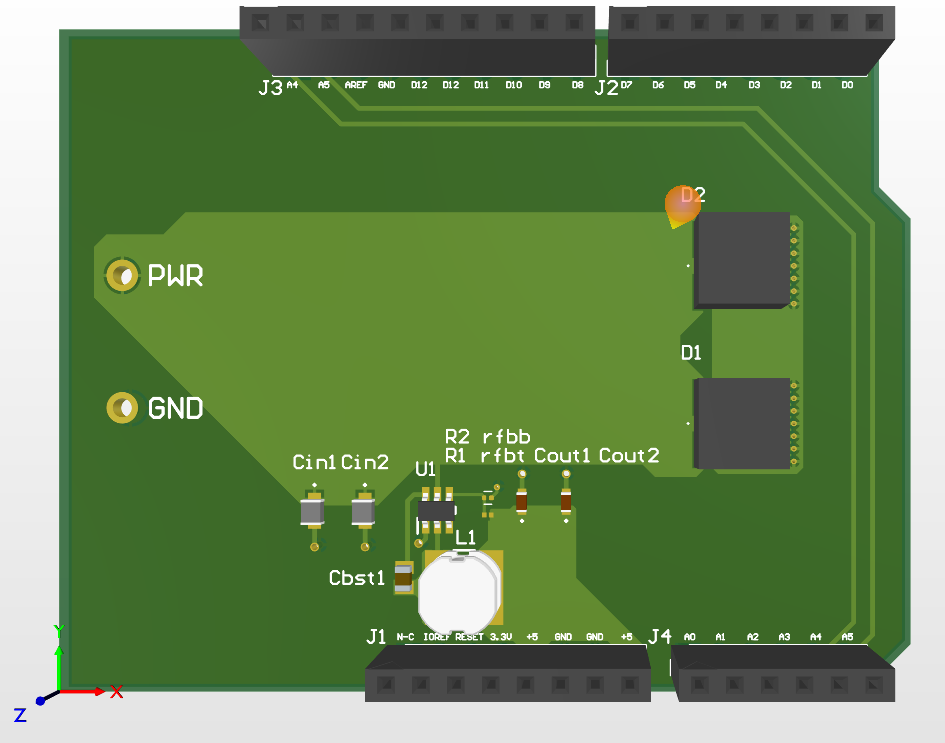 J3 A4 A5 AREF GND D12 D12 D11 D10 D9 D8 J2 D7 D6 D5 D4 D3 D2 D1 D0
D2
PWR
D1
GND
R2 rfbb
Cin1 Cin2 U1 R1 rfbt Cout1 Cout2
L1
Cbst1
J1 N-C IOREF RESET 3.3V +5 GND GND +5 J4 A0 A1 A2 A3 A4 A5
Y
X
Z